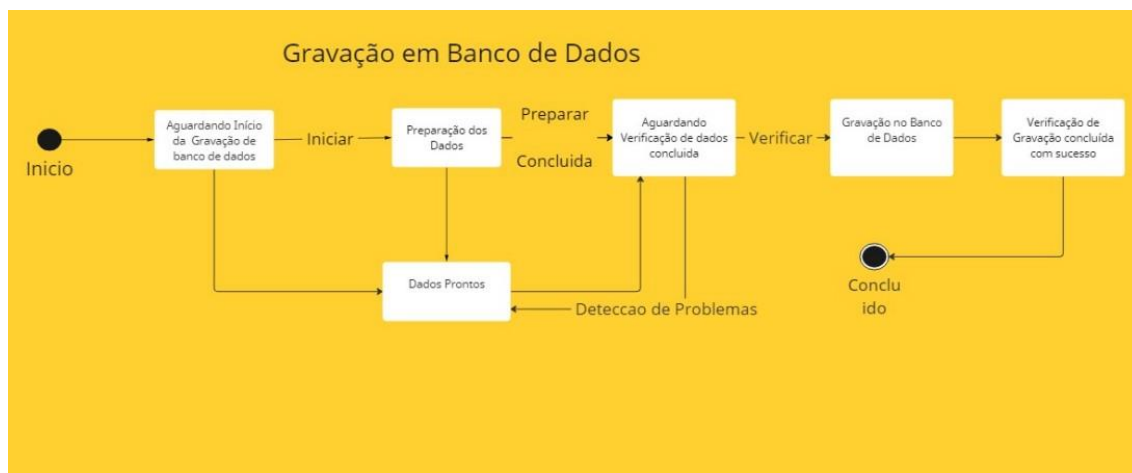 Gravação em Banco de Dados
Inicio
Aguardando Início
da Gravação de
banco de dados
Iniciar
Preparação dos
Dados
Preparar
Concluida
Aguardando
Verificação de dados
concluida
Verificar
Gravação no Banco
de Dados
Verificação de
Gravação concluída
com sucesso
Dados Prontos
Deteccao de Problemas
Conclu
ido